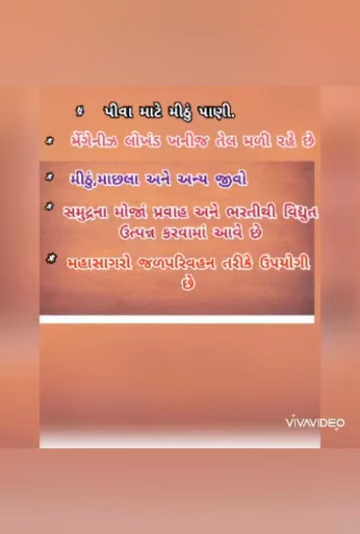 * પીવા માટે મીઠું પાણી.
* મેંગેનીઝ લોખંડ ખનીજ તેલ મળી રહે છે
* મીઠું,માછલા અને અન્ય જીવો
* સમુદ્રના મોજાં પ્રવાહ અને ભરતીથી વિદ્યુત
ઉત્પન્ન કરવામાં આવે છે
* મહાસાગરો જળપરિવહન તરીકે ઉપયોગી
છે
VIVAVIDEO